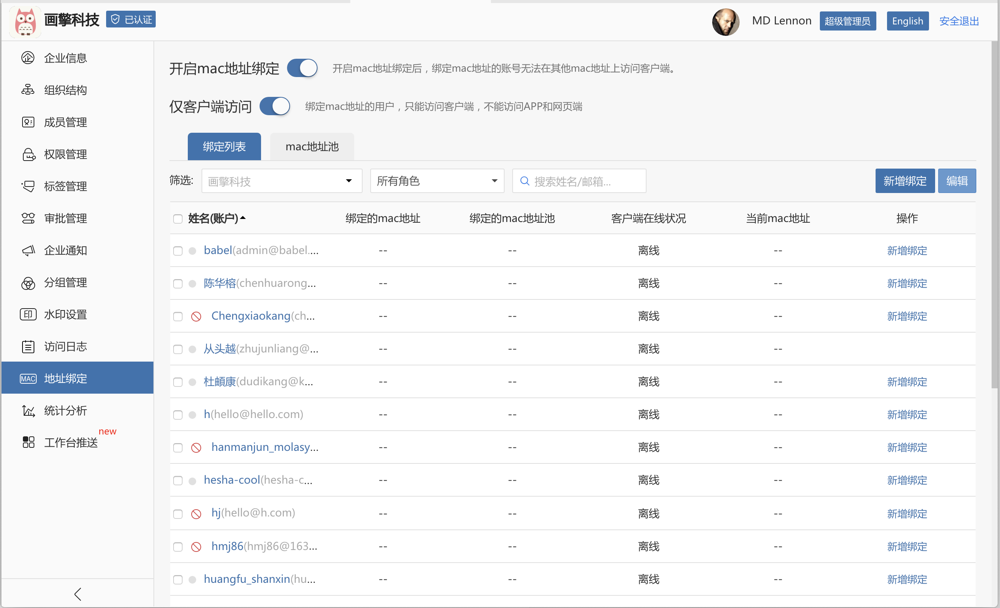 画擎科技 已认证 MD Lennon 超级管理员 English 安全退出
企业信息
组织结构
成员管理
权限管理
标签管理
审批管理
企业通知
分组管理
印 水印设置
访问日志
MAC 地址绑定
统计分析
new
工作台推送
开启mac地址绑定 开启mac地址绑定后，绑定mac地址的账号无法在其他mac地址上访问客户端。
仅客户端访问 绑定mac地址的用户，只能访问客户端，不能访问APP和网页端
绑定列表 mac地址池
筛选: 画擎科技 所有角色 搜索姓名/邮箱... 新增绑定 编辑
姓名(账户) 绑定的mac地址 绑定的mac地址池 客户端在线状况 当前mac地址 操作
babel(admin@babel.... -- -- 离线 -- 新增绑定
陈华榕(chenhuarong... -- -- 离线 -- 新增绑定
Chengxiaokang(ch... -- -- 离线 -- 新增绑定
从头越(zhujunliang@... -- -- 离线 --
杜頔康(dudikang@k... -- -- 离线 -- 新增绑定
h(hello@hello.com) -- -- 离线 -- 新增绑定
hanmanjun_molasy... -- -- 离线 -- 新增绑定
hesha-cool(hesha-c... -- -- 离线 -- 新增绑定
hj(hello@h.com) -- -- 离线 -- 新增绑定
hmj86(hmj86@163... -- -- 离线 -- 新增绑定
huangfu_shanxin(hu... -- -- 离线 -- 新增绑定